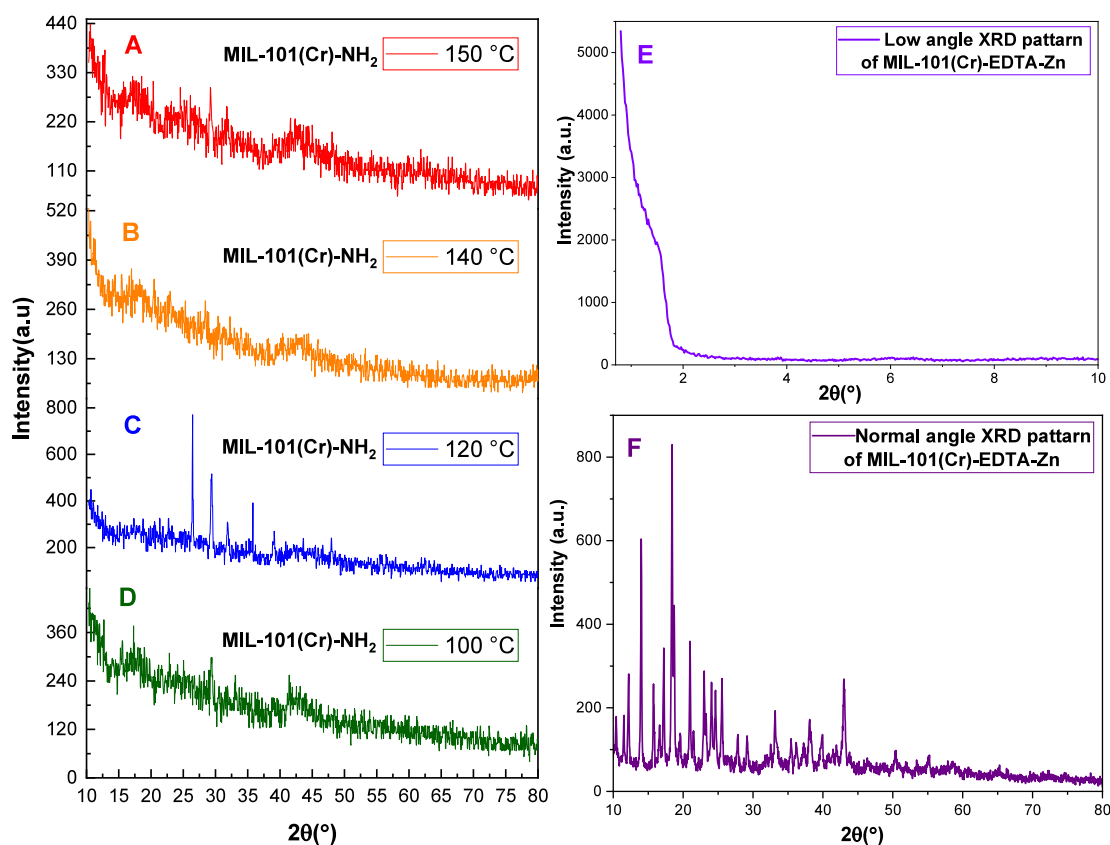 Intensity(a.u)
440
330
220
110
A
MIL-101(Cr)-NH₂
150 °C
520
390
260
130
B
MIL-101(Cr)-NH₂
140 °C
800
600
400
200
C
MIL-101(Cr)-NH₂
120 °C
360
240
120
0
D
MIL-101(Cr)-NH₂
100 °C
10 15 20 25 30 35 40 45 50 55 60 65 70 75 80
2θ(°)
Intensity (a.u.)
5000
4000
3000
2000
1000
0
E
Low angle XRD pattarn
of MIL-101(Cr)-EDTA-Zn
2 4 6 8 10
2θ(°)
Intensity (a.u.)
800
600
400
200
0
F
Normal angle XRD pattarn
of MIL-101(Cr)-EDTA-Zn
10 20 30 40 50 60 70 80
2θ(°)